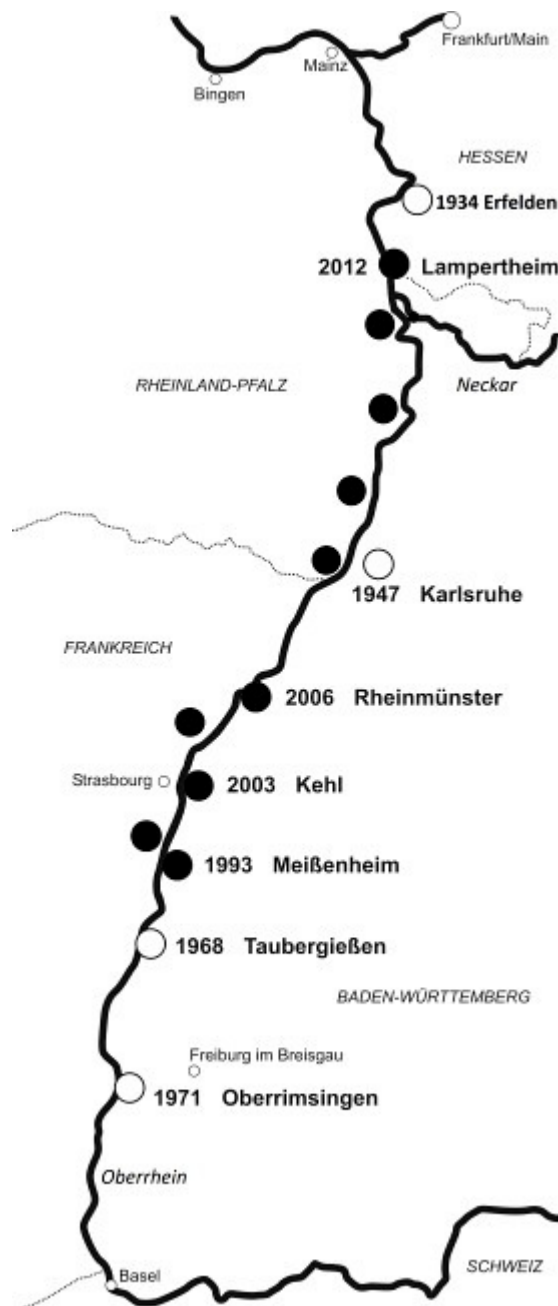 Frankfurt/Main
Mainz
Bingen
HESSEN
1934 Erfelden
2012 Lampertheim
RHEINLAND-PFALZ
Neckar
1947 Karlsruhe
FRANKREICH
2006 Rheinmünster
Strasbourg
2003 Kehl
1993 Meißenheim
1968 Taubergießen
BADEN-WÜRTTEMBERG
Freiburg im Breisgau
1971 Oberrimsingen
Oberrhein
SCHWEIZ
Basel